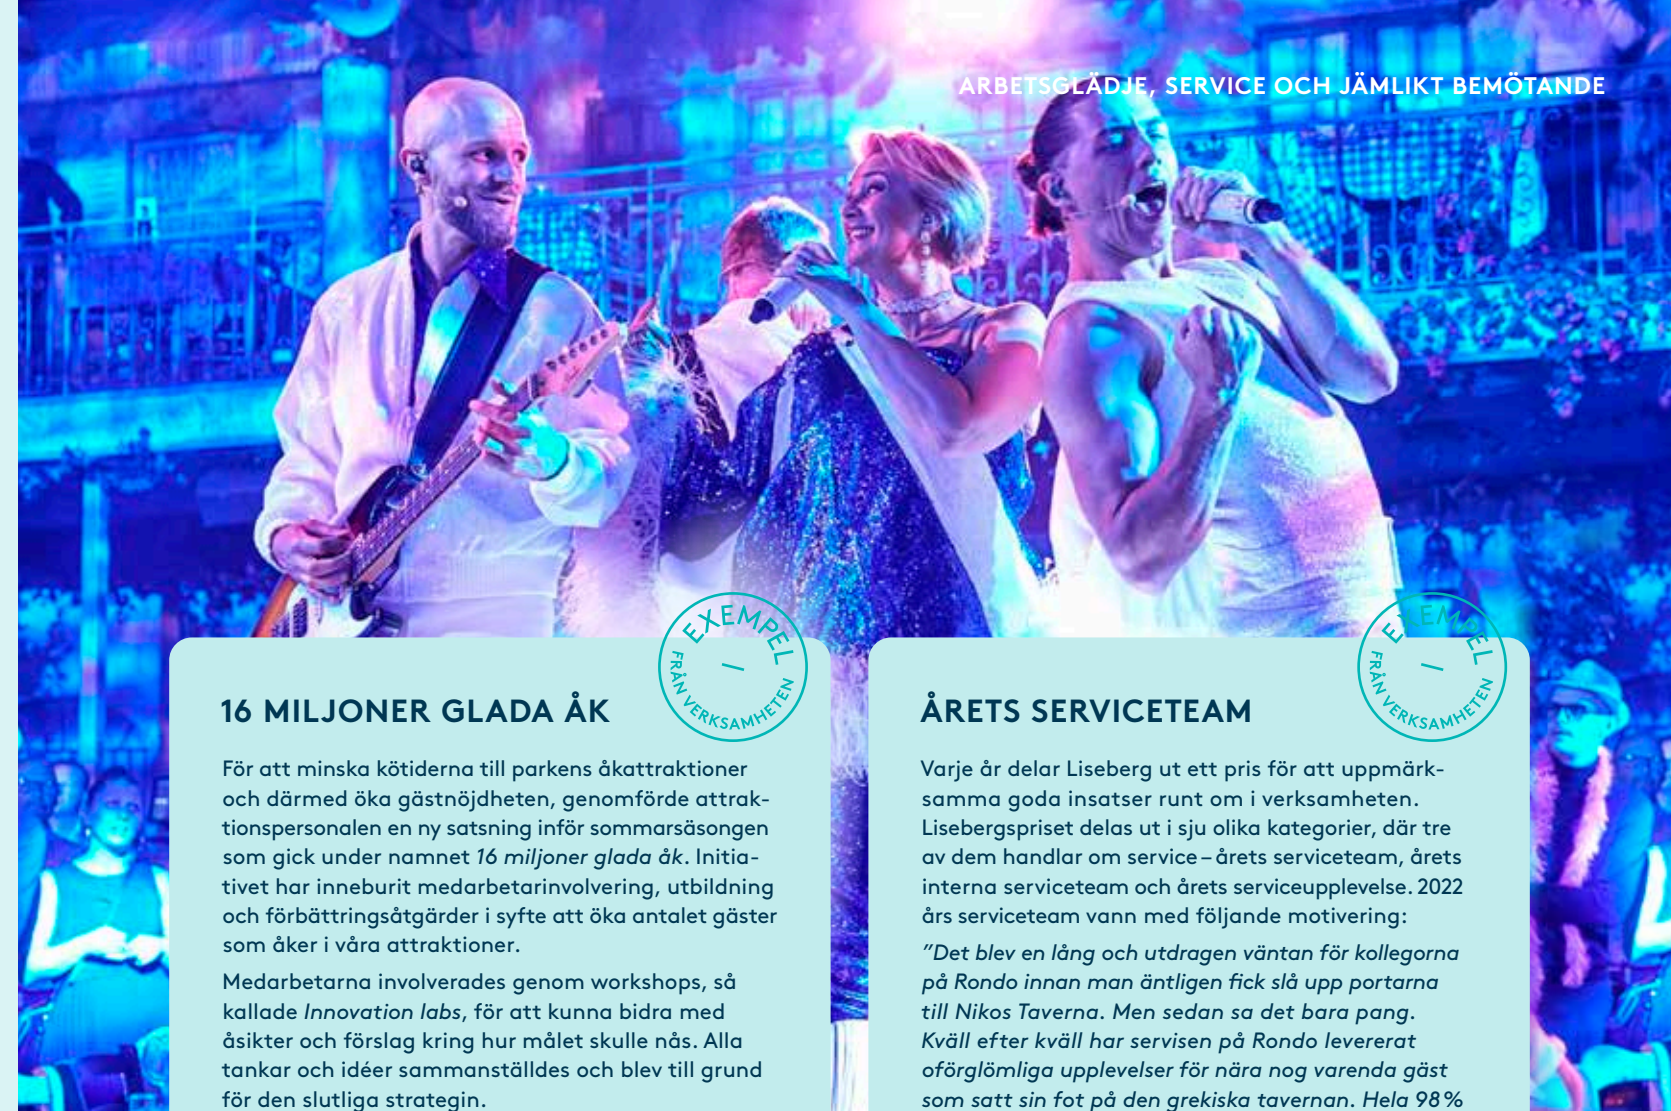 ARBETSGLÄDJE, SERVICE OCH JÄMLIKT BEMÖTANDE
EXEMPEL
FRÅN VERKSAMHETEN
16 MILJONER GLADA ÅK
För att minska kötiderna till parkens åkattraktioner
och därmed öka gästnöjdheten, genomförde attrak-
tionspersonalen en ny satsning inför sommarsäsongen
som gick under namnet 16 miljoner glada åk. Initia-
tivet har inneburit medarbetarinvolvering, utbildning
och förbättringsåtgärder i syfte att öka antalet gäster
som åker i våra attraktioner.
Medarbetarna involverades genom workshops, så
kallade Innovation labs, för att kunna bidra med
åsikter och förslag kring hur målet skulle nås. Alla
tankar och idéer sammanställdes och blev till grund
för den slutliga strategin.
EXEMPEL
FRÅN VERKSAMHETEN
ÅRETS SERVICETEAM
Varje år delar Liseberg ut ett pris för att uppmärk-
samma goda insatser runt om i verksamheten.
Lisebergspriset delas ut i sju olika kategorier, där tre
av dem handlar om service – årets serviceteam, årets
interna serviceteam och årets serviceupplevelse. 2022
års serviceteam vann med följande motivering:
”Det blev en lång och utdragen väntan för kollegorna
på Rondo innan man äntligen fick slå upp portarna
till Nikos Taverna. Men sedan sa det bara pang.
Kväll efter kväll har servisen på Rondo levererat
oförglömliga upplevelser för nära nog varenda gäst
som satt sin fot på den grekiska tavernan. Hela 98%